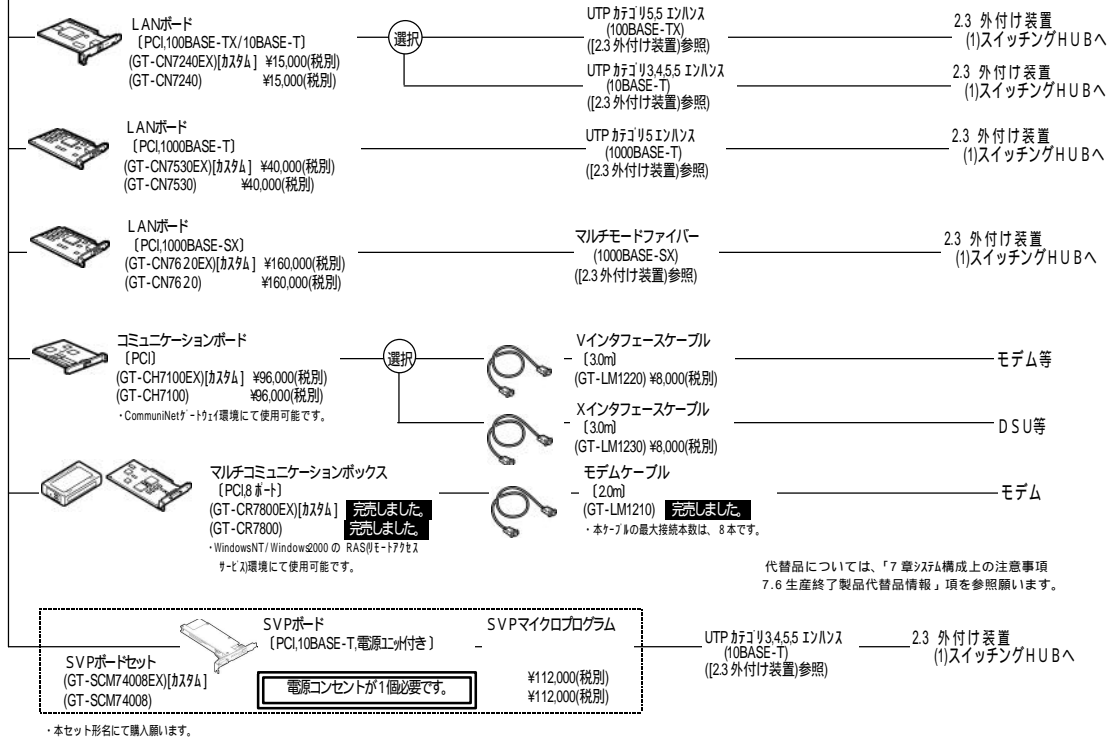 LANボード
〔PCI,100BASE-TX/10BASE-T〕
(GT-CN7240EX)[カスタム] ¥15,000(税別)
(GT-CN7240) ¥15,000(税別)
選択
UTP カテゴリ5,5 エンハンス
(100BASE-TX)
([2.3 外付け装置)参照)
2.3 外付け装置
(1)スイッチングHUBへ
UTP カテゴリ3,4,5,5 エンハンス
(10BASE-T)
([2.3 外付け装置)参照)
2.3 外付け装置
(1)スイッチングHUBへ
LANボード
〔PCI,1000BASE-T〕
(GT-CN7530EX)[カスタム] ¥40,000(税別)
(GT-CN7530) ¥40,000(税別)
UTP カテゴリ5 エンハンス
(1000BASE-T)
([2.3 外付け装置)参照)
2.3 外付け装置
(1)スイッチングHUBへ
LANボード
〔PCI,1000BASE-SX〕
(GT-CN7620EX)[カスタム] ¥160,000(税別)
(GT-CN7620) ¥160,000(税別)
マルチモードファイバー
(1000BASE-SX)
([2.3 外付け装置)参照)
2.3 外付け装置
(1)スイッチングHUBへ
コミュニケーションボード
〔PCI〕
(GT-CH7100EX)[カスタム] ¥96,000(税別)
(GT-CH7100) ¥96,000(税別)
・CommuniNetゲートウェイ環境にて使用可能です。
選択
Vインタフェースケーブル
〔3.0m〕
(GT-LM1220) ¥8,000(税別)
モデム等
Xインタフェースケーブル
〔3.0m〕
(GT-LM1230) ¥8,000(税別)
DSU等
マルチコミュニケーションボックス
〔PCI,8 ポート〕
(GT-CR7800EX)[カスタム] 完売しました。
(GT-CR7800) 完売しました。
・WindowsNT/Windows2000 の RAS(リモートアクセス
サービス)環境にて使用可能です。
モデムケーブル
〔2.0m〕
(GT-LM1210) 完売しました。
・本ケーブルの最大接続本数は、8本です。
モデム
代替品については、「7 章システム構成上の注意事項
7.6 生産終了製品代替品情報」項を参照願います。
SVPボード
〔PCI,10BASE-T,電源ユニット付き〕
SVPマイクロプログラム
SVPボードセット
(GT-SCM74008EX)[カスタム] ¥112,000(税別)
(GT-SCM74008) ¥112,000(税別)
電源コンセントが1個必要です。
UTP カテゴリ3,4,5,5 エンハンス
(10BASE-T)
([2.3 外付け装置)参照)
2.3 外付け装置
(1)スイッチングHUBへ
・本セット形名にて購入願います。